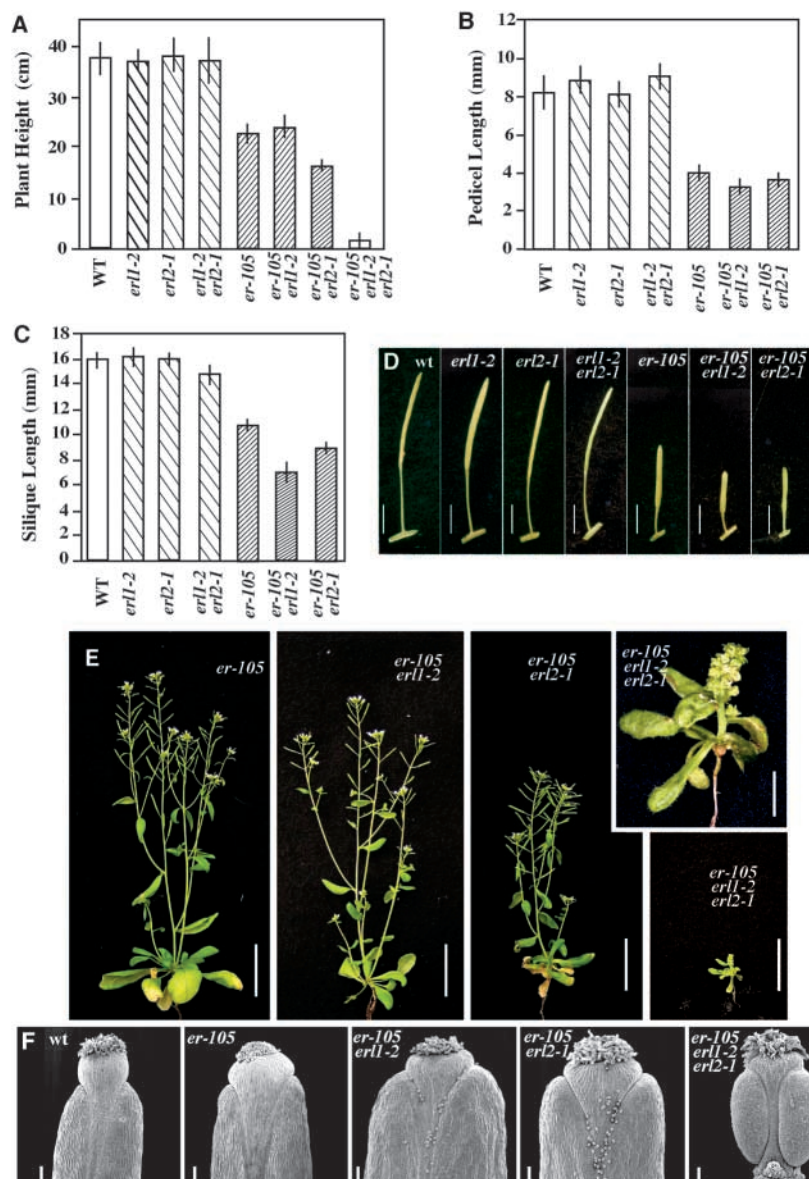 A
Plant Height (cm)
40
30
20
10
0
WT
erl1-2
erl2-1
erl1-2
erl2-1
er-105
er-105
erl1-2
er-105
erl2-1
er-105
erl1-2
erl2-1
B
Pedicel Length (mm)
12
8
4
2
0
WT
erl1-2
erl2-1
erl1-2
erl2-1
er-105
er-105
erl1-2
er-105
erl2-1
C
Silique Length (mm)
18
16
14
12
10
8
6
4
2
0
WT
erl1-2
erl2-1
erl1-2
erl2-1
er-105
er-105
erl1-2
er-105
erl2-1
D
wt
erl1-2
erl2-1
erl1-2
erl2-1
er-105
er-105
erl1-2
er-105
erl2-1
E
er-105
er-105
erl1-2
er-105
erl2-1
er-105
erl1-2
erl2-1
er-105
erl1-2
erl2-1
F
wt
er-105
er-105
erl1-2
er-105
erl2-1
er-105
erl1-2
erl2-1